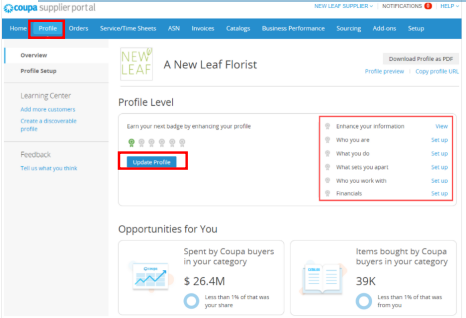 coupa supplier portal
NEW LEAF SUPPLIER
NOTIFICATIONS
HELP
Home Profile Orders Service/Time Sheets ASN Invoices Catalogs Business Performance Sourcing Add-ons Setup
Overview
Profile Setup
Learning Center
Add more customers
Create a discoverable
profile
Feedback
Tell us what you think
NEW
LEAF
A New Leaf Florist
Download Profile as PDF
Profile preview
Copy profile URL
Profile Level
Earn your next badge by enhancing your profile
Update Profile
Enhance your information View
Who you are Set up
What you do Set up
What sets you apart Set up
Who you work with Set up
Financials Set up
Opportunities for You
Spent by Coupa buyers
in your category
$ 26.4M
Less than 1% of that was
your share
Items bought by Coupa
buyers in your category
39K
Less than 1% of that was
from you